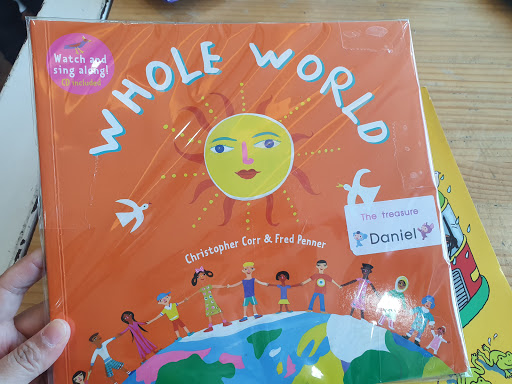 Watch and
sing along!
CD included
WHOLE WORLD
Christopher Corr & Fred Penner
The treasure
Daniel